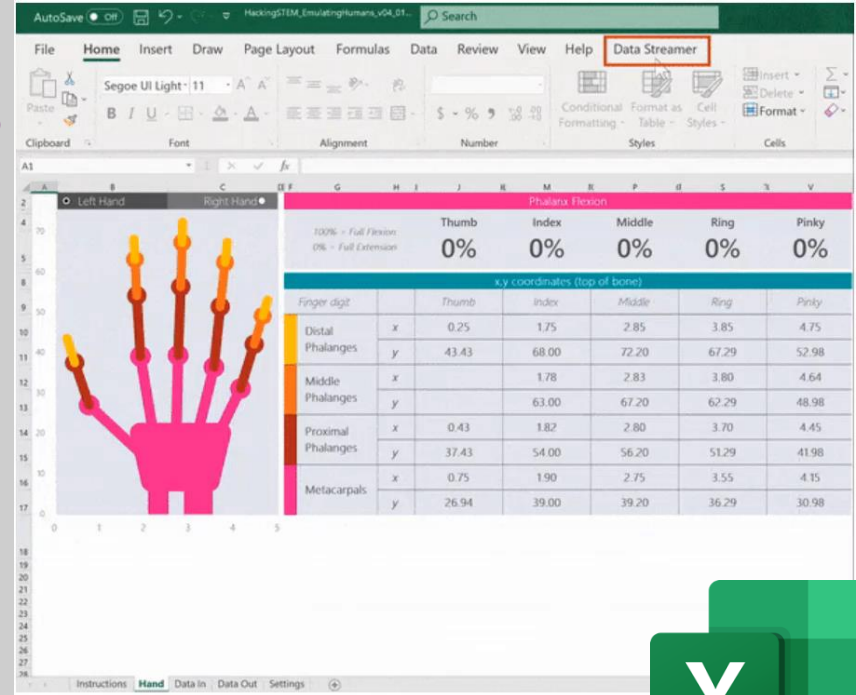 AutoSave Off HackingSTEM_EmulatingHumans_v04_01... Search
File Home Insert Draw Page Layout Formulas Data Review View Help Data Streamer
Paste Segoe UI Light 11 A A Conditional Format as Cell Insert
B I U A $ % Formatting Table Styles Delete
Format
Clipboard Font Alignment Number Styles Cells
A1 fx
Left Hand Right Hand Phalanx Flexion
100% = Full Flexion Thumb Index Middle Ring Pinky
0% = Full Extension 0% 0% 0% 0% 0%
x,y coordinates (top of bone)
Finger digit Thumb Index Middle Ring Pinky
Distal Phalanges x 0.25 1.75 2.85 3.85 4.75
y 43.43 68.00 72.20 67.29 52.98
Middle Phalanges x 1.78 2.83 3.80 4.64
y 63.00 67.20 62.29 48.98
Proximal Phalanges x 0.43 1.82 2.80 3.70 4.45
y 37.43 54.00 56.20 51.29 41.98
Metacarpals x 0.75 1.90 2.75 3.55 4.15
y 26.94 39.00 39.20 36.29 30.98
70
60
50
40
30
20
10
0
0 1 2 3 4 5
Instructions Hand Data In Data Out Settings
X